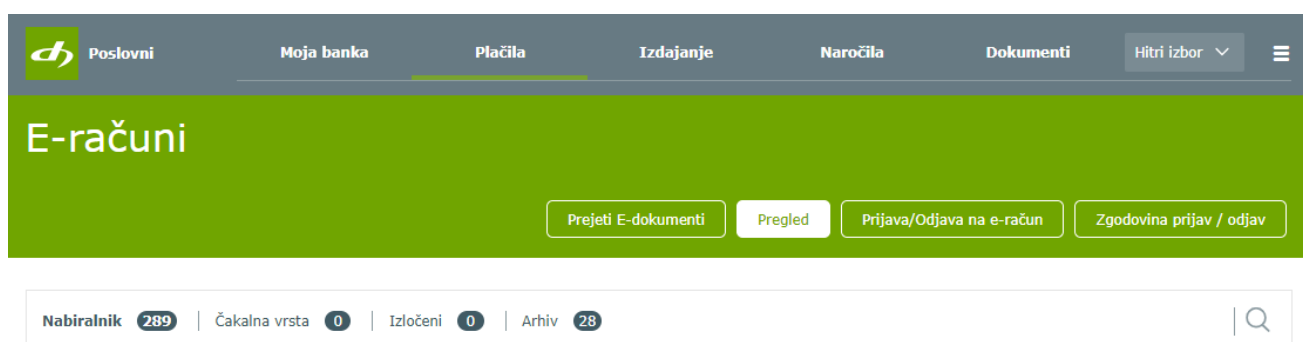 dh Poslovni Moja banka Plačila Izdajanje Naročila Dokumenti Hitri izbor
E-računi
Prejeti E-dokumenti Pregled Prijava/Odjava na e-račun Zgodovina prijav / odjav
Nabiralnik 289 | Čakalna vrsta 0 | Izločeni 0 | Arhiv 28